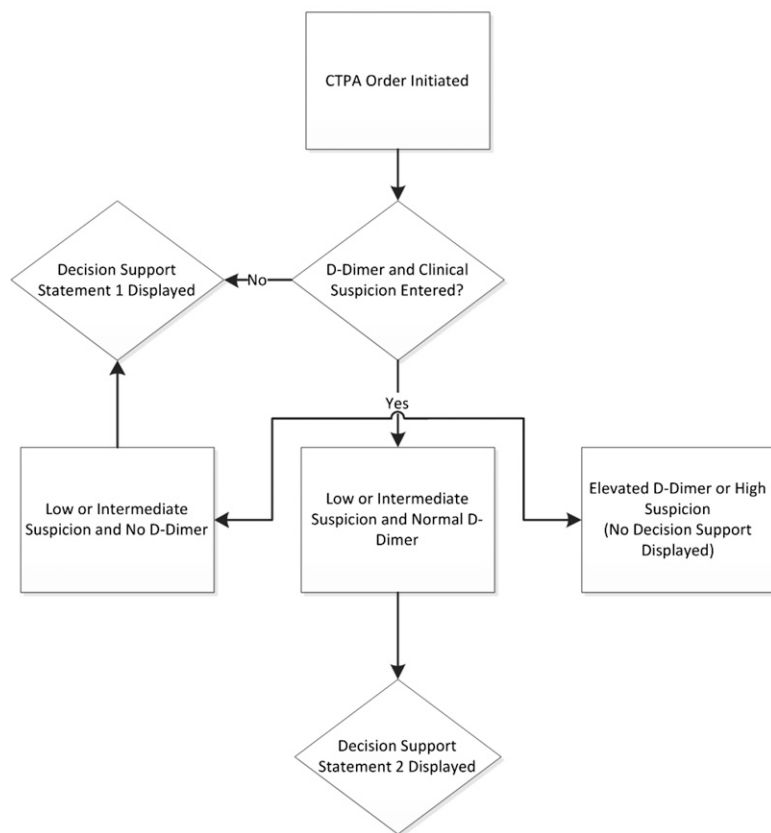 CTPA Order Initiated
Decision Support
Statement 1 Displayed
No
D-Dimer and Clinical
Suspicion Entered?
Yes
Low or Intermediate
Suspicion and No D-Dimer
Low or Intermediate
Suspicion and Normal D-
Dimer
Elevated D-Dimer or High
Suspicion
(No Decision Support
Displayed)
Decision Support
Statement 2 Displayed